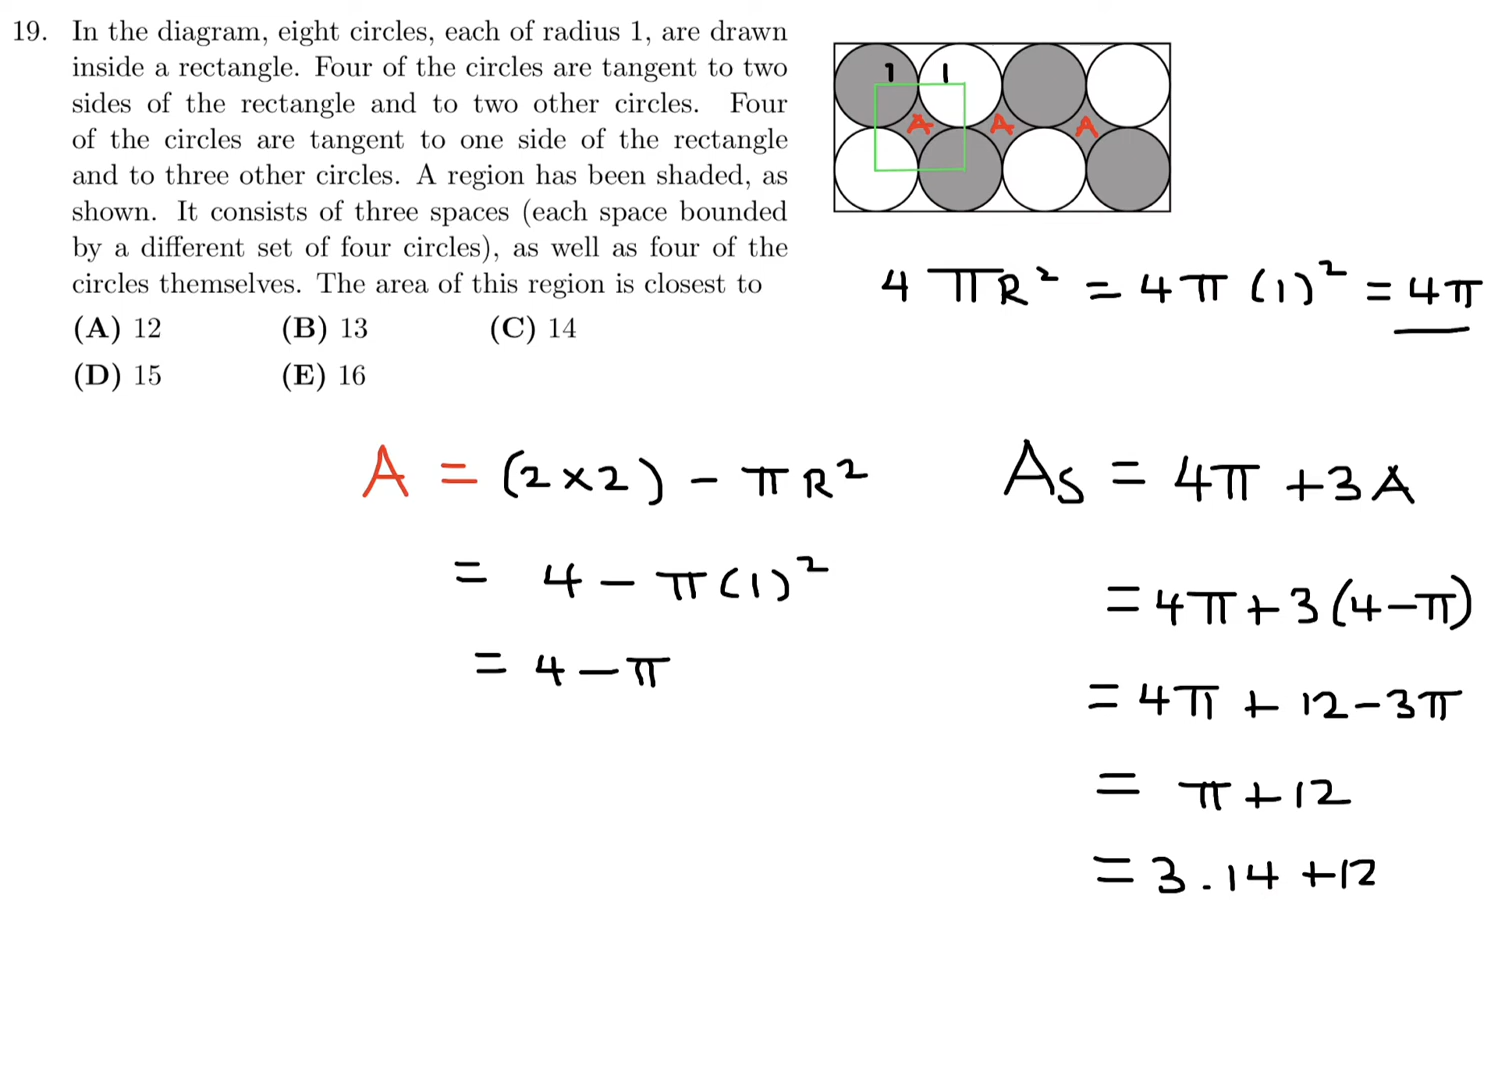 19. In the diagram, eight circles, each of radius 1, are drawn
inside a rectangle. Four of the circles are tangent to two
sides of the rectangle and to two other circles. Four
of the circles are tangent to one side of the rectangle
and to three other circles. A region has been shaded, as
shown. It consists of three spaces (each space bounded
by a different set of four circles), as well as four of the
circles themselves. The area of this region is closest to
(A) 12 (B) 13 (C) 14
(D) 15 (E) 16
1 1
A A A
4 πR² = 4π (1)² = 4π
A = (2×2) - πR²
= 4 - π(1)²
= 4 - π
As = 4π + 3A
= 4π + 3(4-π)
= 4π + 12 - 3π
= π + 12
= 3.14 + 12